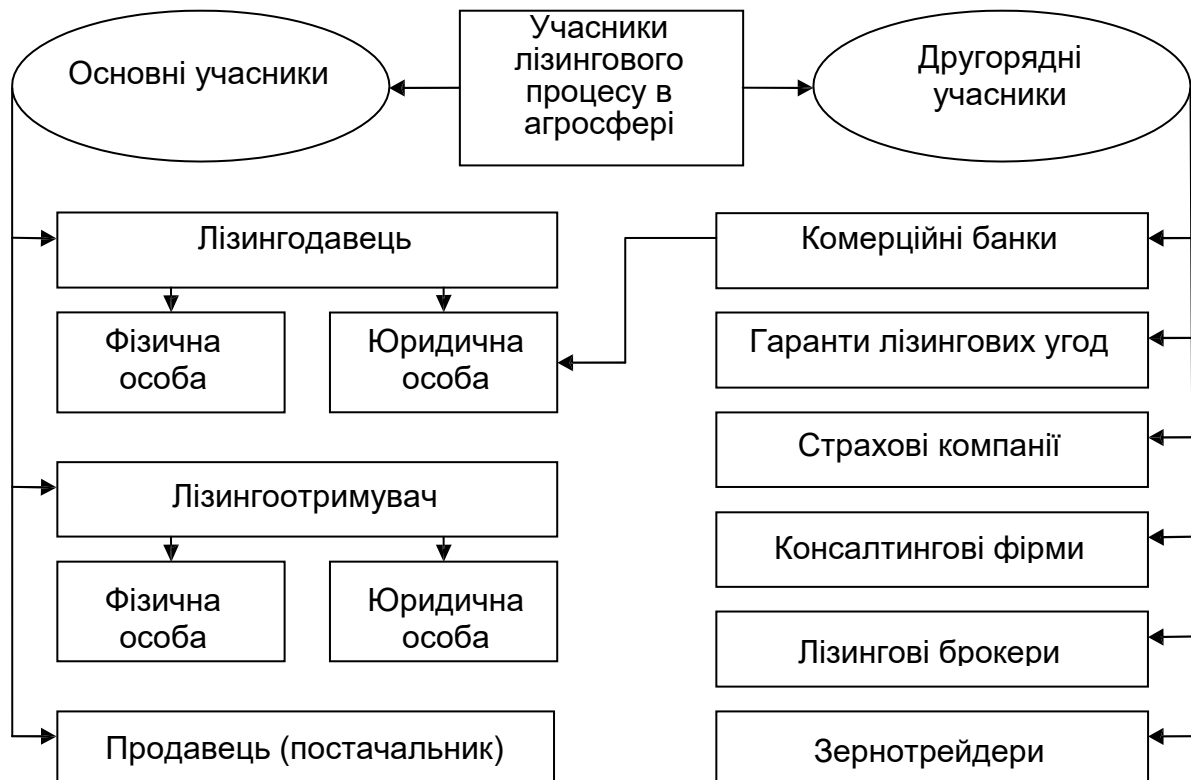 Учасники
лізингового
процесу в
агросфері
Основні учасники
Другорядні
учасники
Лізингодавець
Фізична
особа
Юридична
особа
Лізингоотримувач
Фізична
особа
Юридична
особа
Продавець (постачальник)
Комерційні банки
Гаранти лізингових угод
Страхові компанії
Консалтингові фірми
Лізингові брокери
Зернотрейдери